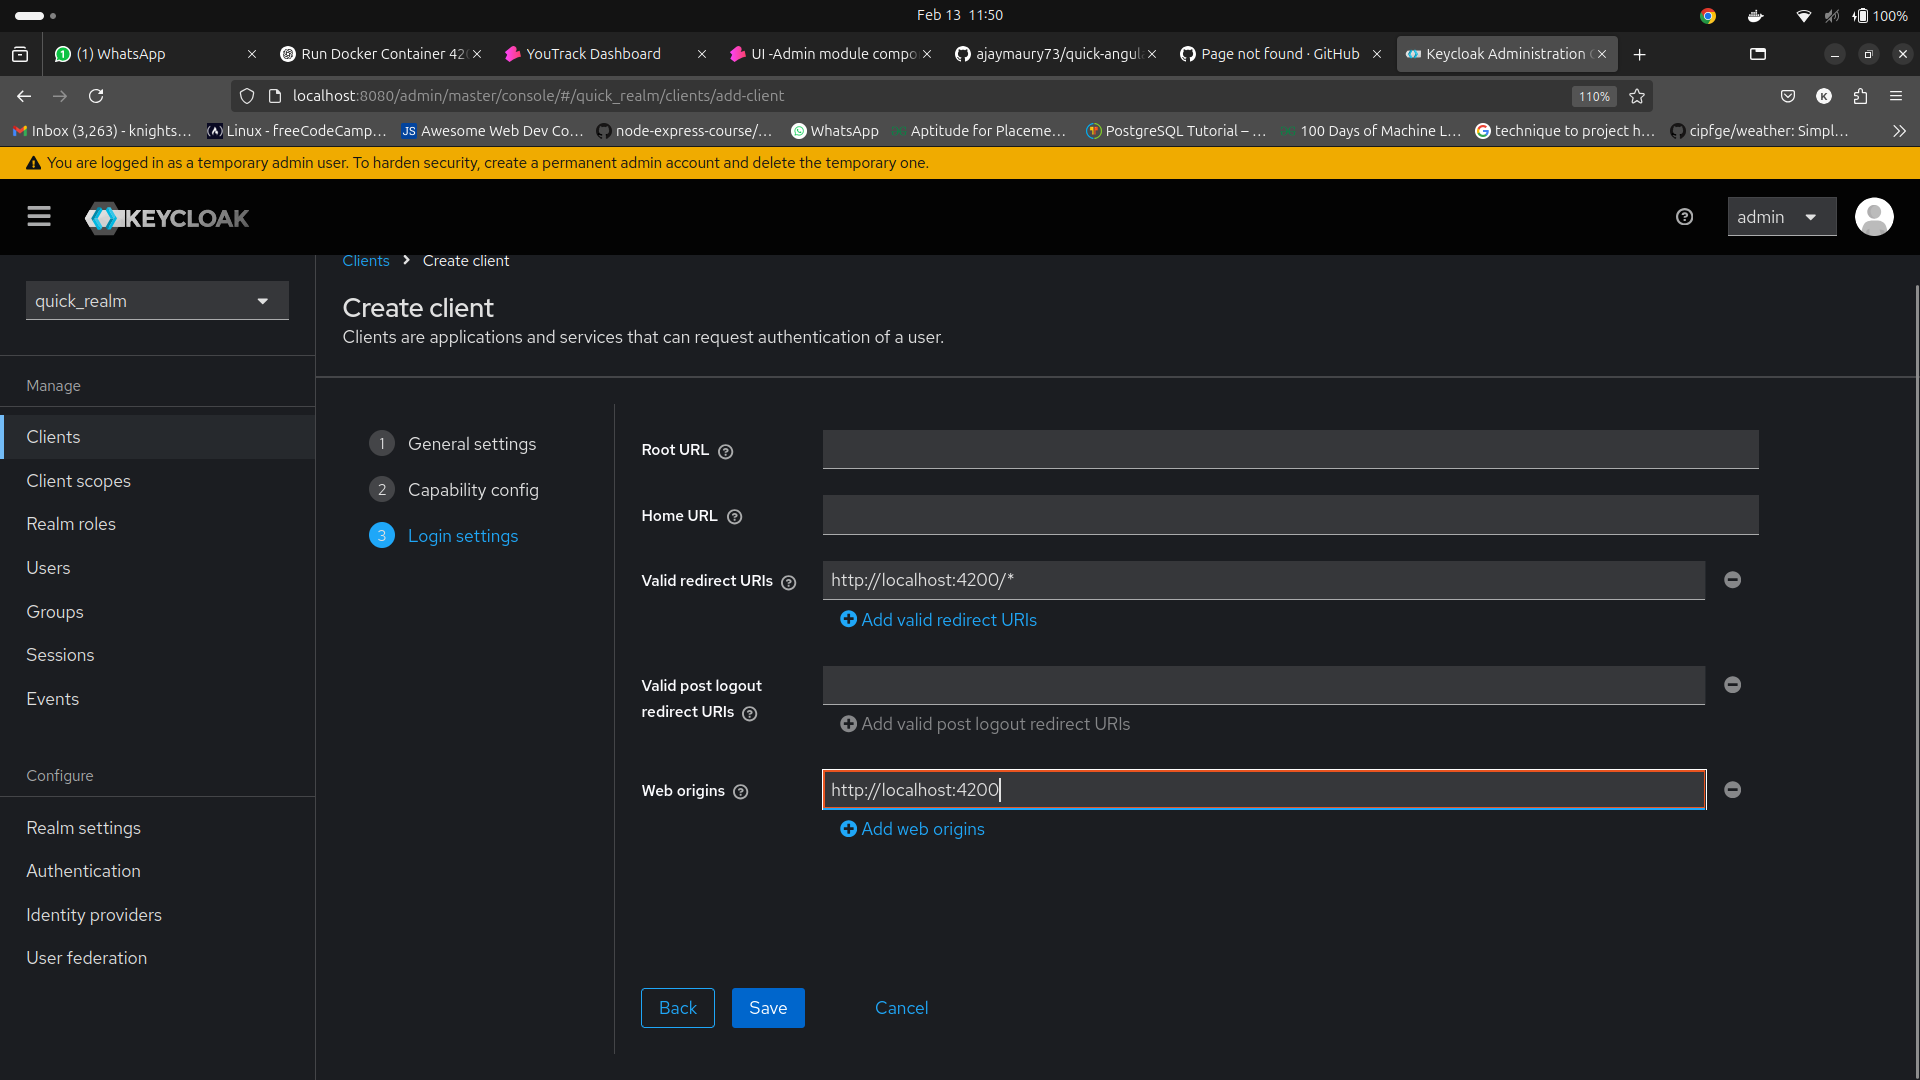 Feb 13 11:50
100%
(1) WhatsApp
Run Docker Container 420
YouTrack Dashboard
UI -Admin module compo
ajaymaury73/quick-angula
Page not found · GitHub
Keycloak Administration
localhost:8080/admin/master/console/#/quick_realm/clients/add-client
110%
K
Inbox (3,263) - knights...
Linux - freeCodeCamp...
JS Awesome Web Dev Co...
node-express-course/...
WhatsApp
Aptitude for Placeme...
PostgreSQL Tutorial – ...
100 Days of Machine L...
technique to project h...
cipfge/weather: Simpl...
You are logged in as a temporary admin user. To harden security, create a permanent admin account and delete the temporary one.
KEYCLOAK
admin
quick_realm
Manage
Clients
Client scopes
Realm roles
Users
Groups
Sessions
Events
Configure
Realm settings
Authentication
Identity providers
User federation
Clients > Create client
Create client
Clients are applications and services that can request authentication of a user.
1 General settings
2 Capability config
3 Login settings
Root URL
Home URL
Valid redirect URIs
http://localhost:4200/*
Add valid redirect URIs
Valid post logout
redirect URIs
Add valid post logout redirect URIs
Web origins
http://localhost:4200
Add web origins
Back
Save
Cancel